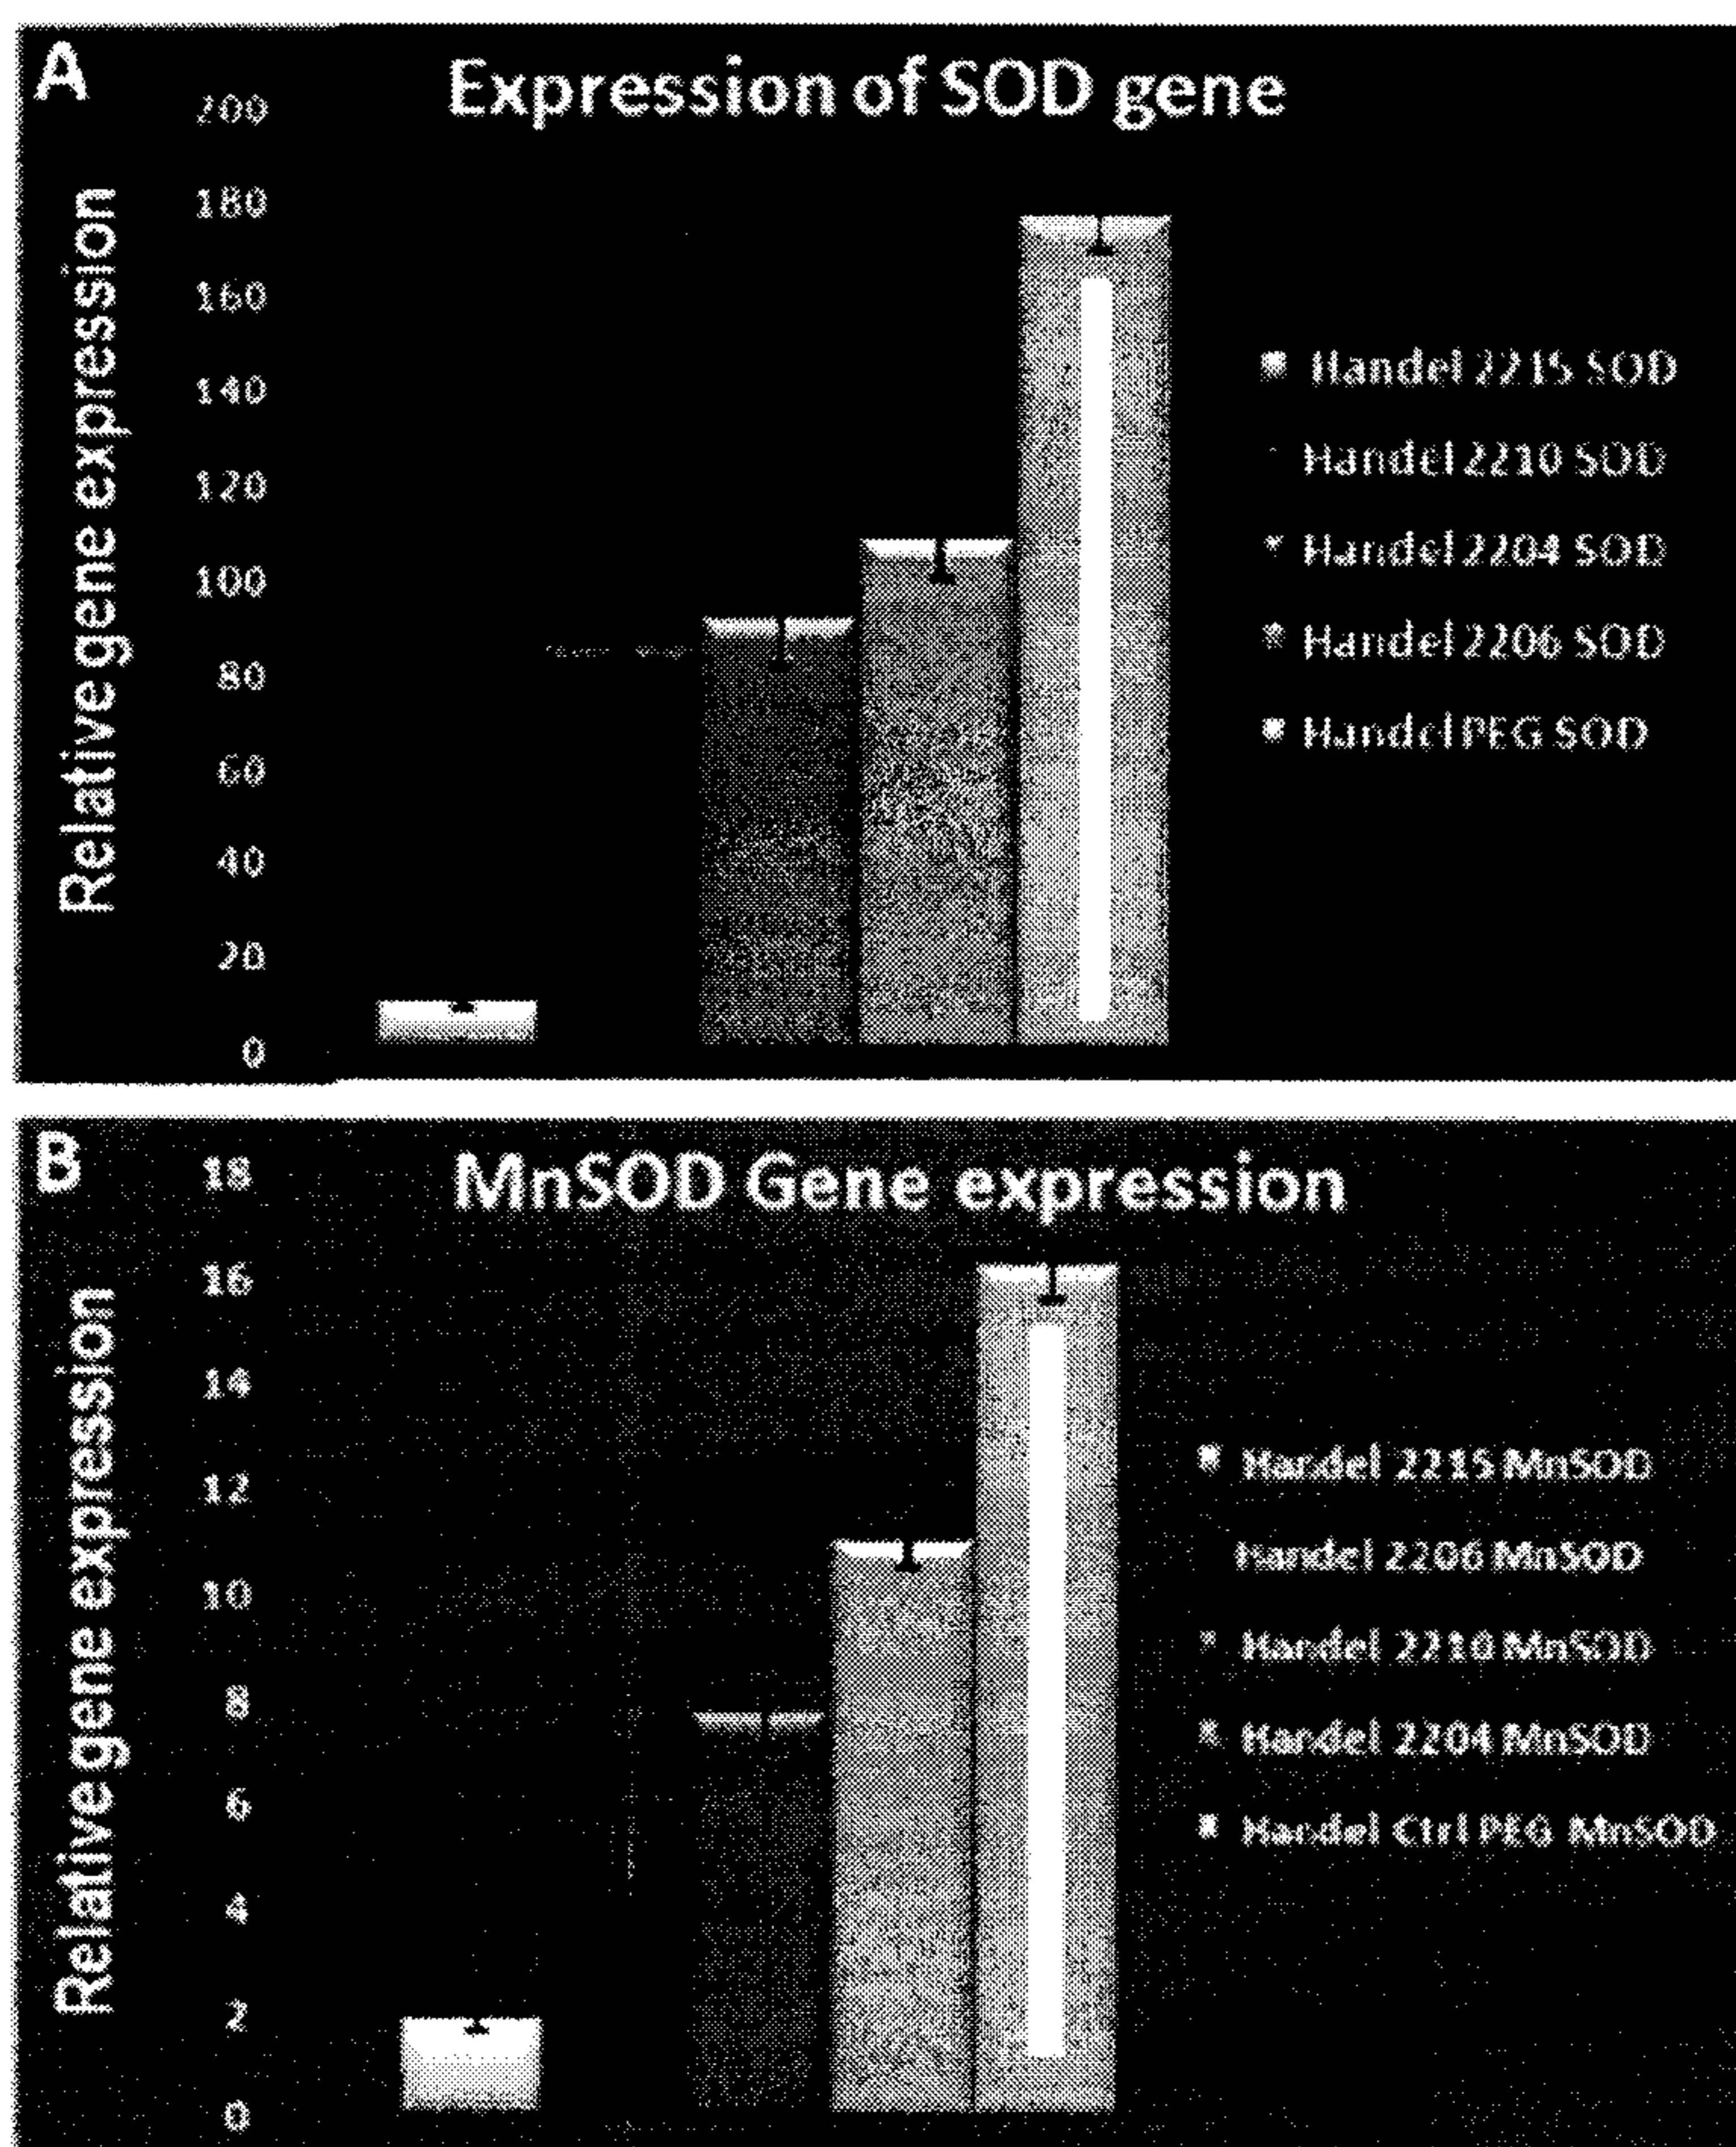 A
Expression of SOD gene
Relative gene expression
200
180
160
140
120
100
80
60
40
20
0
Handel 2215 SOD
Handel 2210 SOD
Handel 2204 SOD
Handel 2206 SOD
Handel PEG SOD
B
MnSOD Gene expression
Relative gene expression
18
16
14
12
10
8
6
4
2
0
Handel 2215 MnSOD
Handel 2206 MnSOD
Handel 2210 MnSOD
Handel 2204 MnSOD
Handel Ctrl PEG MnSOD